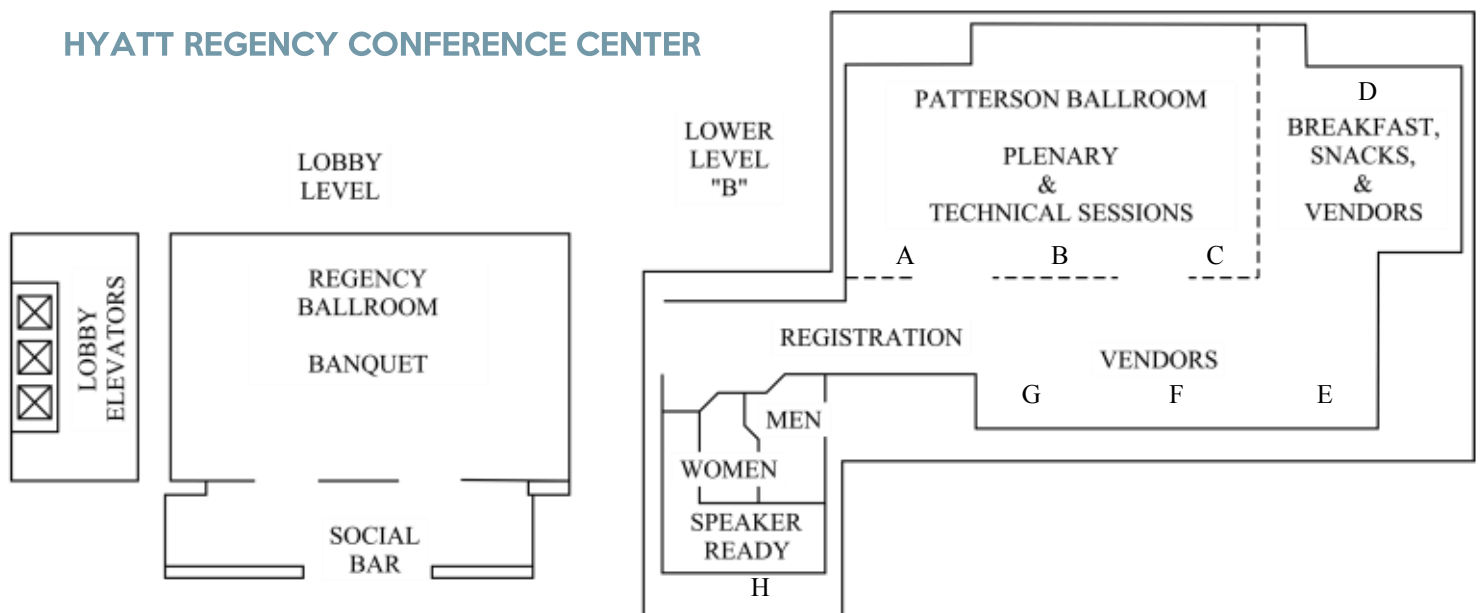 HYATT REGENCY CONFERENCE CENTER
LOBBY
LEVEL
LOBBY
ELEVATORS
REGENCY
BALLROOM
BANQUET
SOCIAL
BAR
LOWER
LEVEL
"B"
PATTERSON BALLROOM
PLENARY
&
TECHNICAL SESSIONS
A
B
C
D
BREAKFAST,
SNACKS,
&
VENDORS
REGISTRATION
VENDORS
G
F
E
MEN
WOMEN
SPEAKER
READY
H